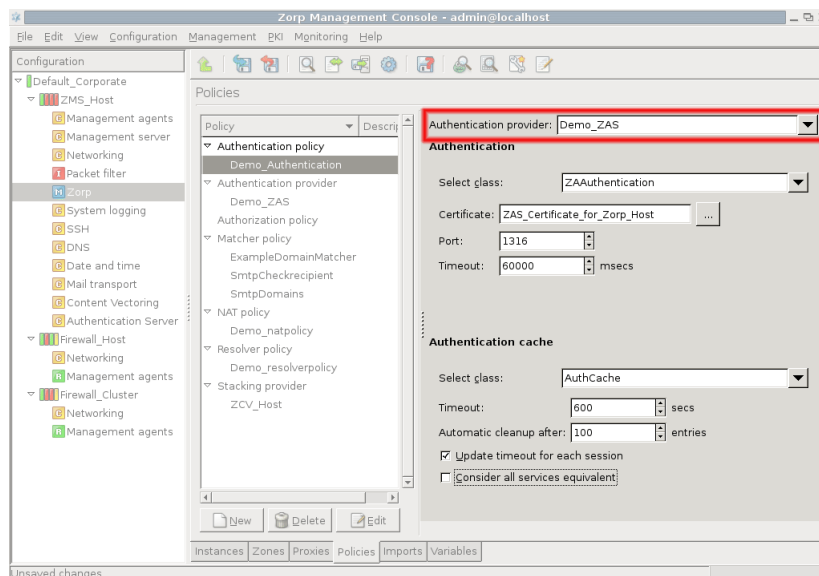 Zorp Management Console - admin@localhost
File Edit View Configuration Management PKI Monitoring Help
Configuration
Default_Corporate
ZMS_Host
Management agents
Management server
Networking
Packet filter
Zorp
System logging
SSH
DNS
Date and time
Mail transport
Content Vectoring
Authentication Server
Firewall_Host
Networking
Management agents
Firewall_Cluster
Networking
Management agents
Policies
Policy Descrip
Authentication policy
Demo_Authentication
Authentication provider
Demo_ZAS
Authorization policy
Matcher policy
ExampleDomainMatcher
SmtpCheckrecipient
SmtpDomains
NAT policy
Demo_natpolicy
Resolver policy
Demo_resolverpolicy
Stacking provider
ZCV_Host
New Delete Edit
Authentication provider: Demo_ZAS
Authentication
Select class: ZAAuthentication
Certificate: ZAS_Certificate_for_Zorp_Host ...
Port: 1316
Timeout: 60000 msecs
Authentication cache
Select class: AuthCache
Timeout: 600 secs
Automatic cleanup after: 100 entries
Update timeout for each session
Consider all services equivalent
Instances Zones Proxies Policies Imports Variables
Unsaved changes